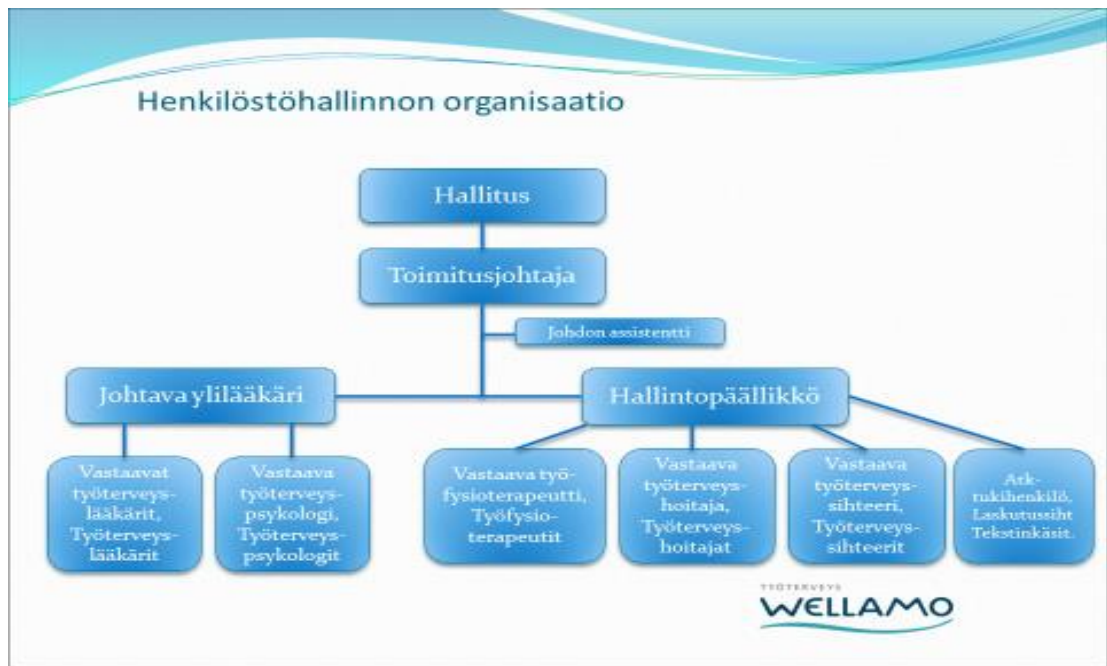 Henkilöstöhallinnon organisaatio
Hallitus
Toimitusjohtaja
Johdon assistentti
Johtava ylilääkäri
Hallintopäällikkö
Vastaavat
työterveys-
lääkärit,
Työterveys-
lääkärit
Vastaava
työterveys-
psykologi,
Työterveys-
psykologit
Vastaava työ-
fysioterapeutti,
Työfysio-
terapeutit
Vastaava
työterveys-
hoitaja,
Työterveys-
hoitajat
Vastaava
työterveys-
sihteeri,
Työterveys-
sihteerit
Atk-
rukihenkilö,
Laskutussiht
Tekstinkäsit.
TYÖTERVEYS
WELLAMO